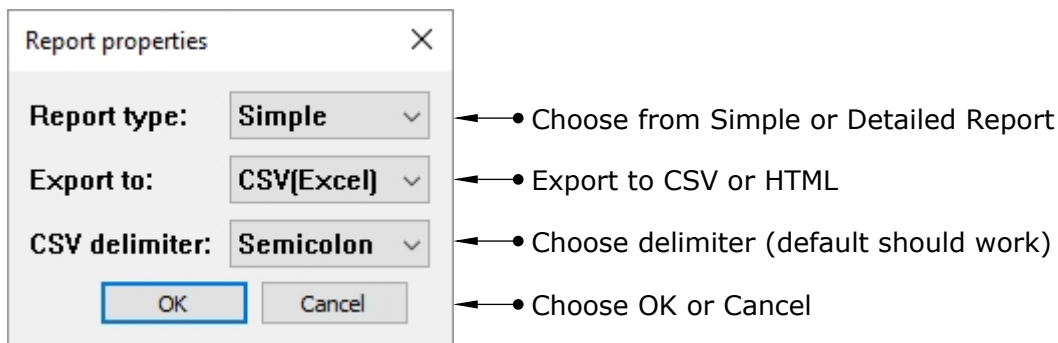 Report properties
Report type: Simple Choose from Simple or Detailed Report
Export to: CSV(Excel) Export to CSV or HTML
CSV delimiter: Semicolon Choose delimiter (default should work)
OK Cancel Choose OK or Cancel